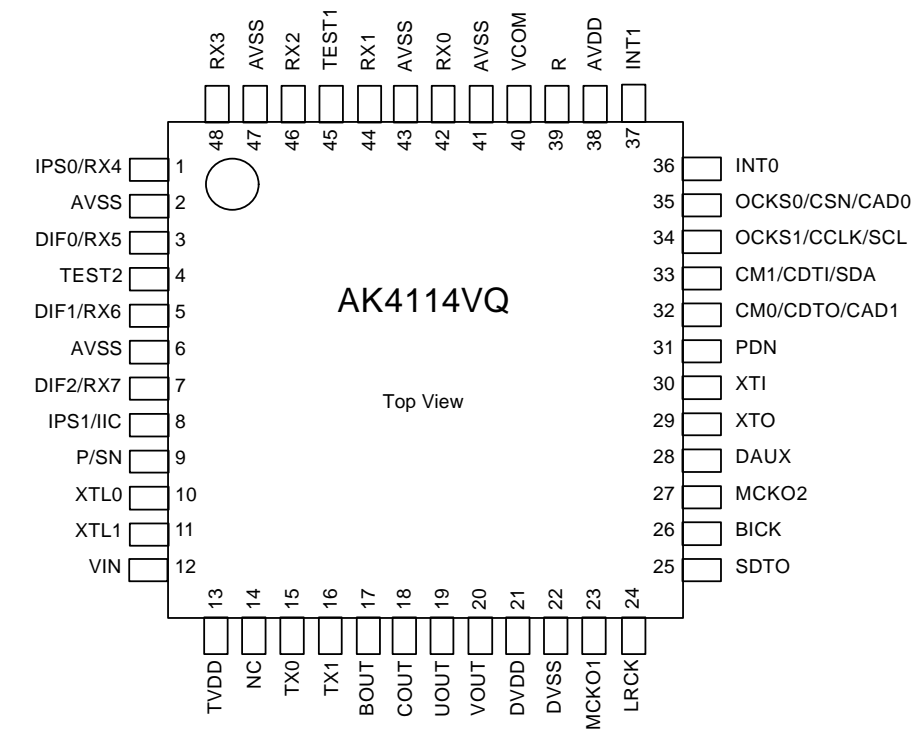 RX3 AVSS RX2 TEST1 RX1 AVSS RX0 AVSS VCOM R AVDD INT1
48 47 46 45 44 43 42 41 40 39 38 37
IPS0/RX4 1 36 INT0
AVSS 2 35 OCKS0/CSN/CAD0
DIF0/RX5 3 34 OCKS1/CCLK/SCL
TEST2 4 33 CM1/CDTI/SDA
DIF1/RX6 5 AK4114VQ 32 CM0/CDTO/CAD1
AVSS 6 31 PDN
DIF2/RX7 7 30 XTI
Top View
IPS1/IIC 8 29 XTO
P/SN 9 28 DAUX
XTL0 10 27 MCKO2
XTL1 11 26 BICK
VIN 12 25 SDTO
13 14 15 16 17 18 19 20 21 22 23 24
TVDD NC TX0 TX1 BOUT COUT UOUT VOUT DVDD DVSS MCKO1 LRCK